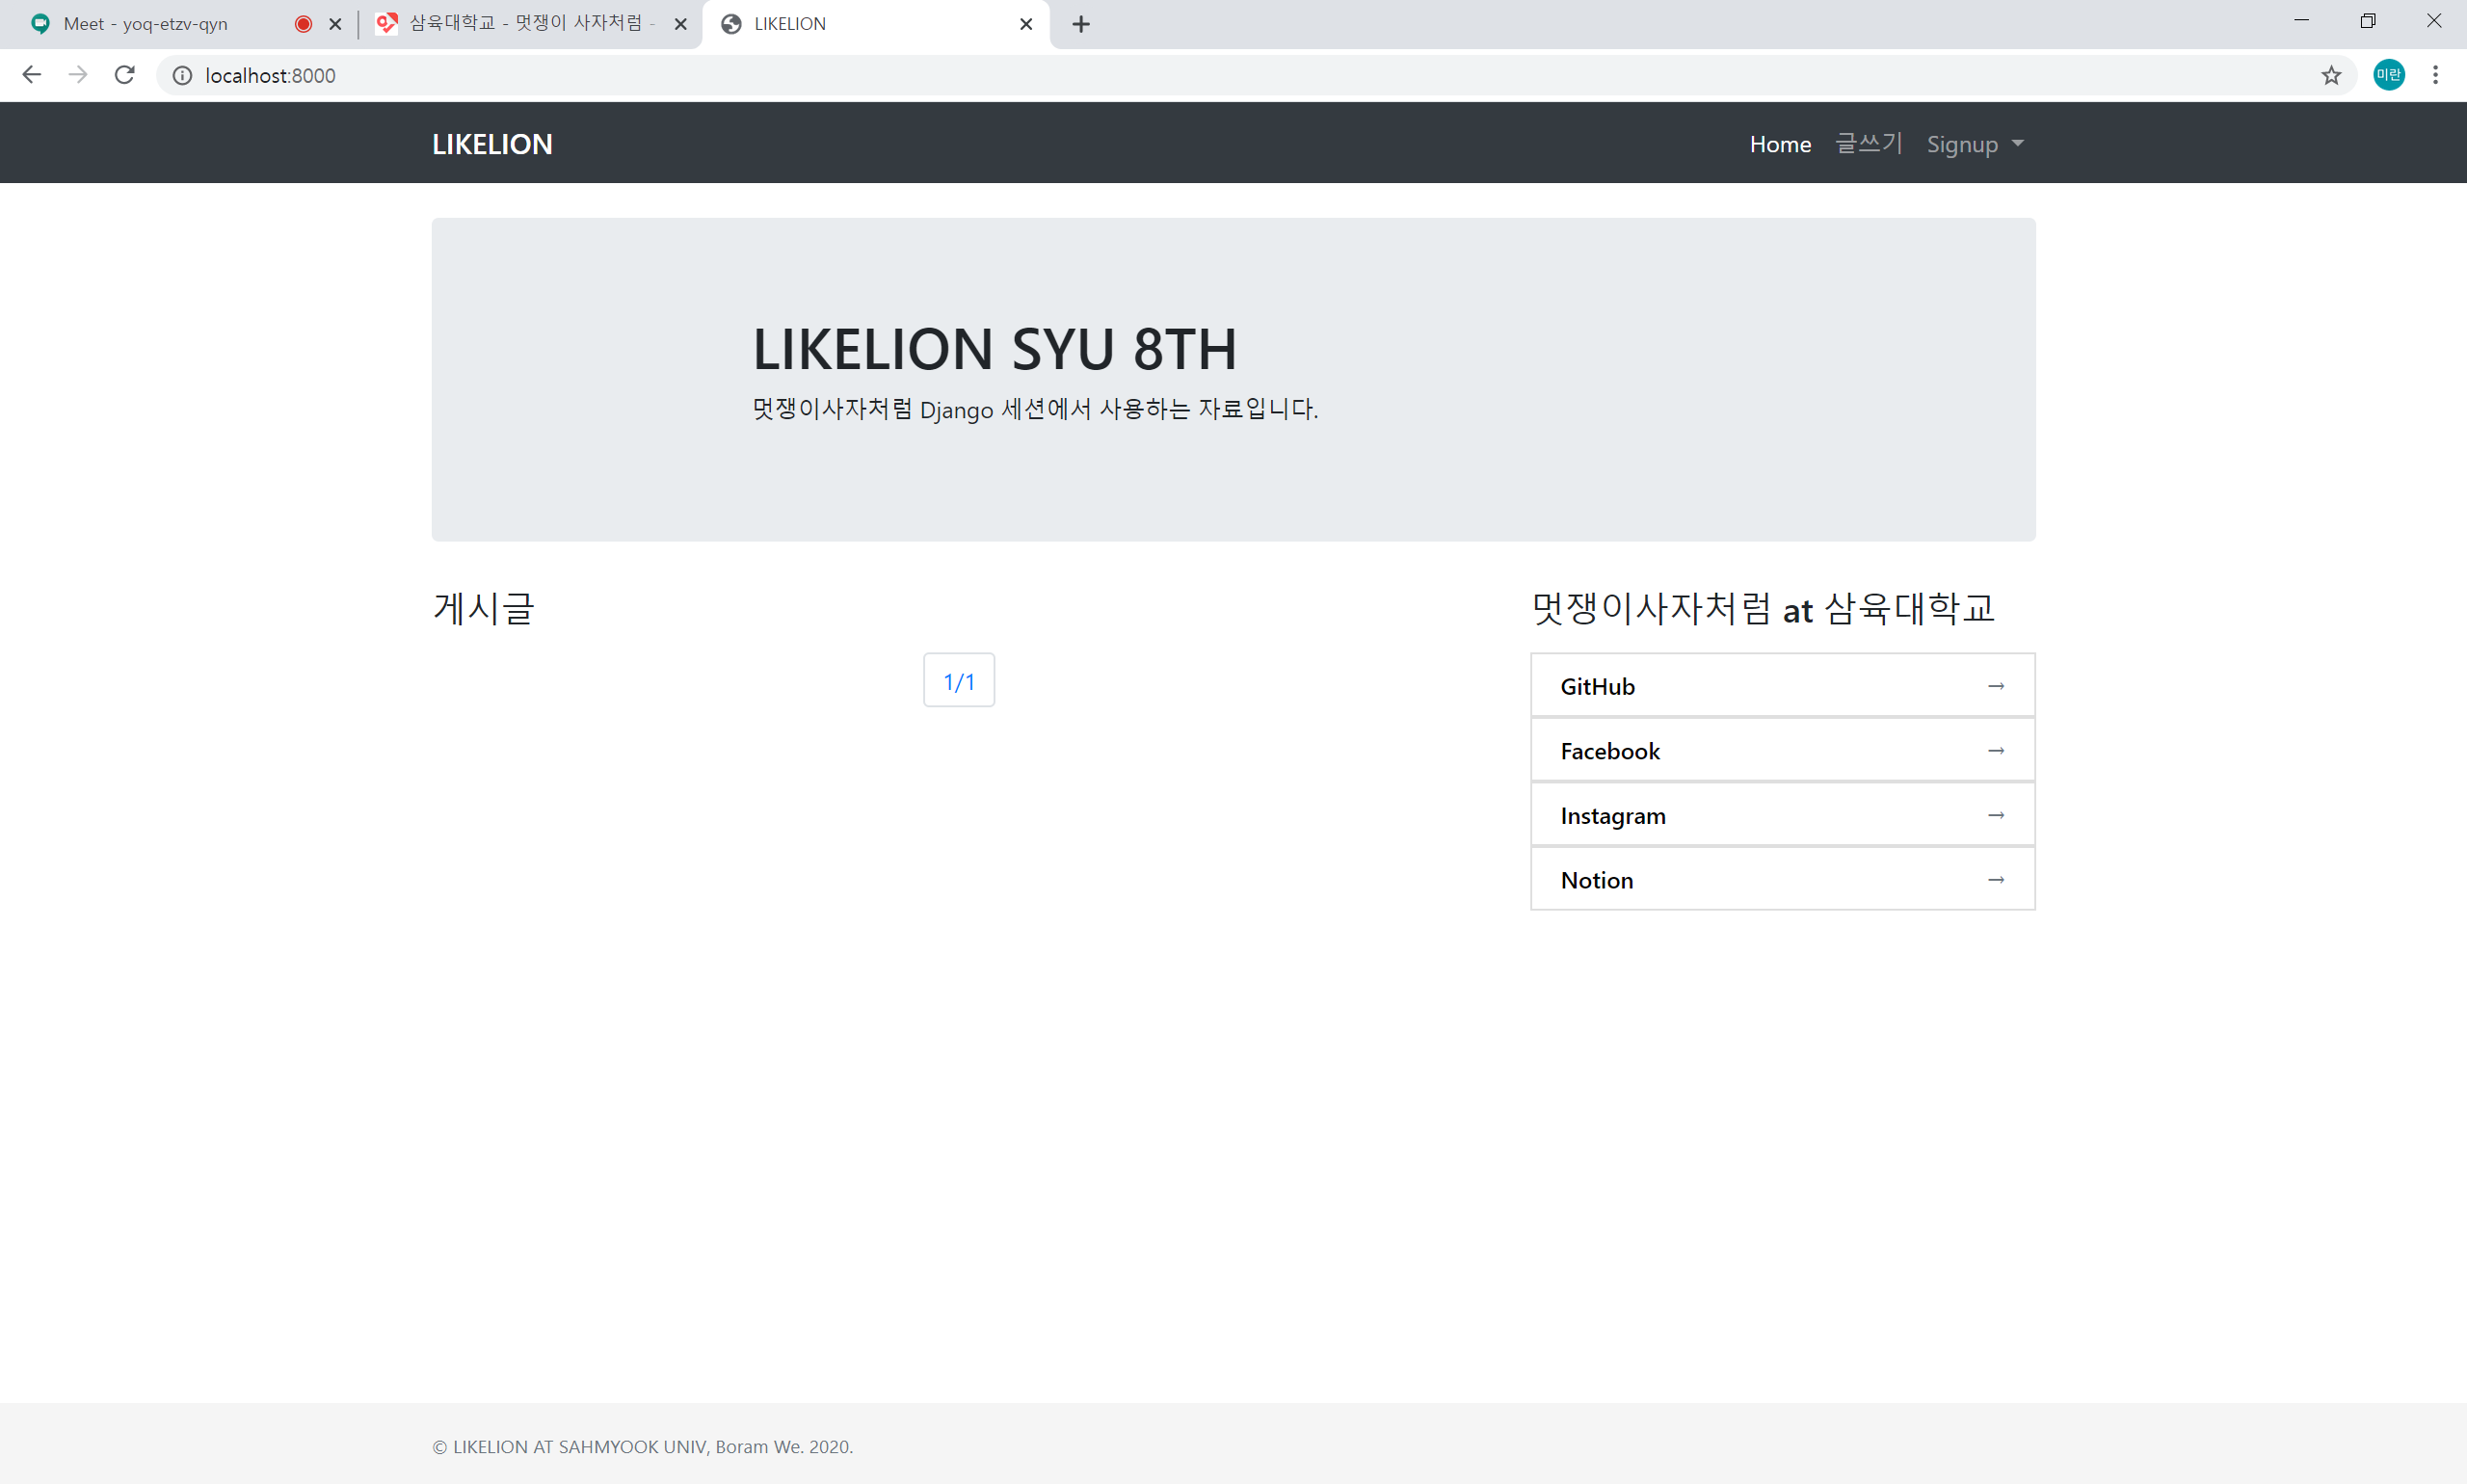 Meet - yoq-etzv-qyn
삼육대학교 - 멋쟁이 사자처럼 -
LIKELION
localhost:8000
미란
LIKELION
Home 글쓰기 Signup
LIKELION SYU 8TH
멋쟁이사자처럼 Django 세션에서 사용하는 자료입니다.
게시글
1/1
멋쟁이사자처럼 at 삼육대학교
GitHub →
Facebook →
Instagram →
Notion →
© LIKELION AT SAHMYOOK UNIV, Boram We. 2020.